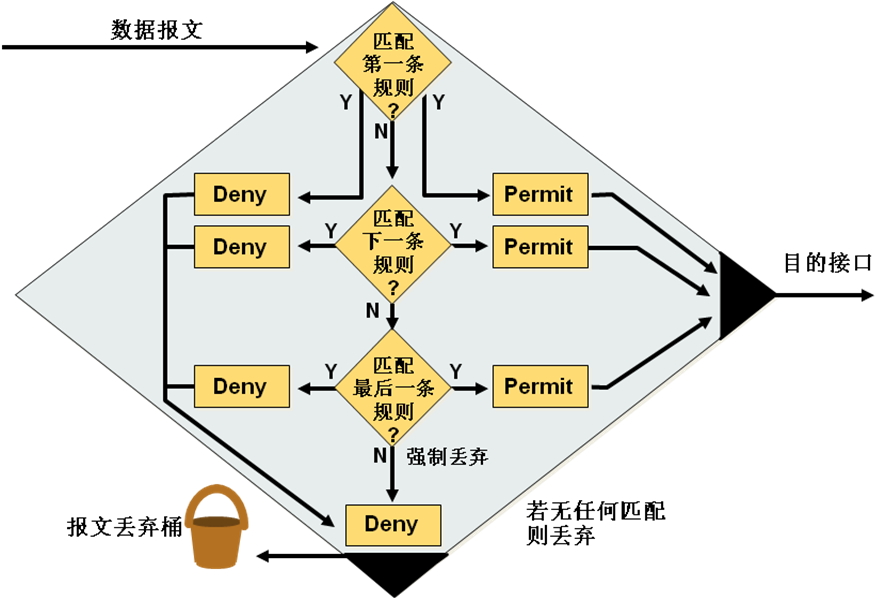 数据报文
匹配
第一条
规则
?
Y
Y
N
Deny
Permit
匹配
下一条
规则
?
Y
Y
Deny
Permit
目的接口
N
匹配
最后一条
规则
?
Y
Y
Deny
Permit
N
强制丢弃
Deny
若无任何匹配
则丢弃
报文丢弃桶